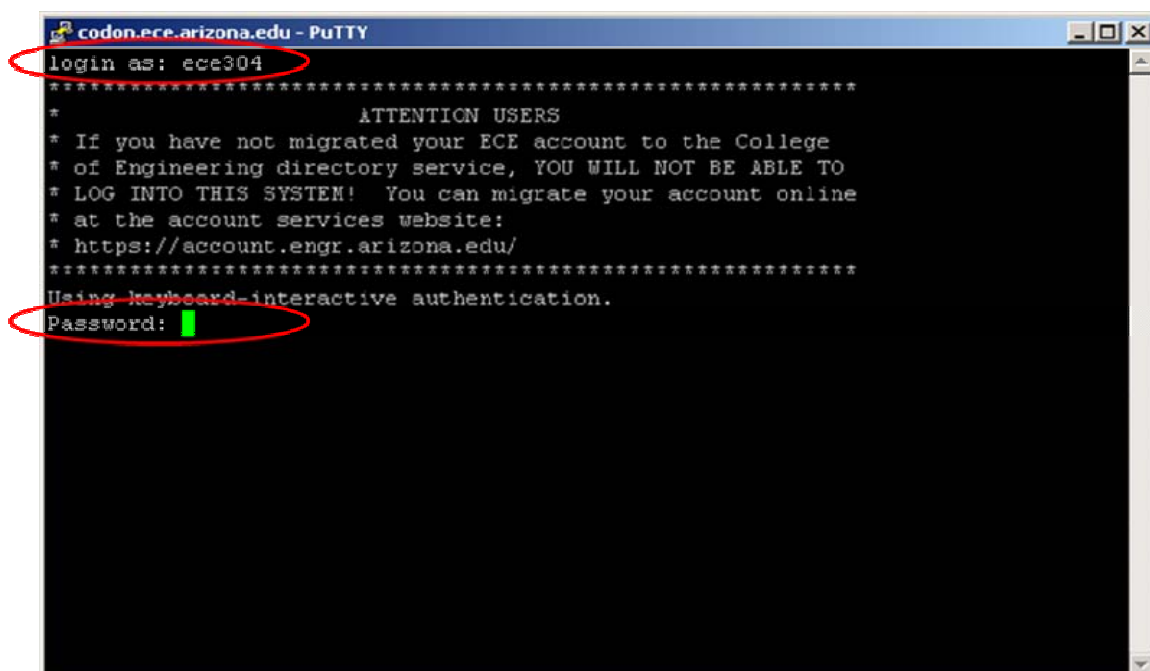 codon.ece.arizona.edu - PuTTY
login as: ece304
************************************************************
*                       ATTENTION USERS
* If you have not migrated your ECE account to the College
* of Engineering directory service, YOU WILL NOT BE ABLE TO
* LOG INTO THIS SYSTEM!  You can migrate your account online
* at the account services website:
* https://account.engr.arizona.edu/
************************************************************
Using keyboard-interactive authentication.
Password: